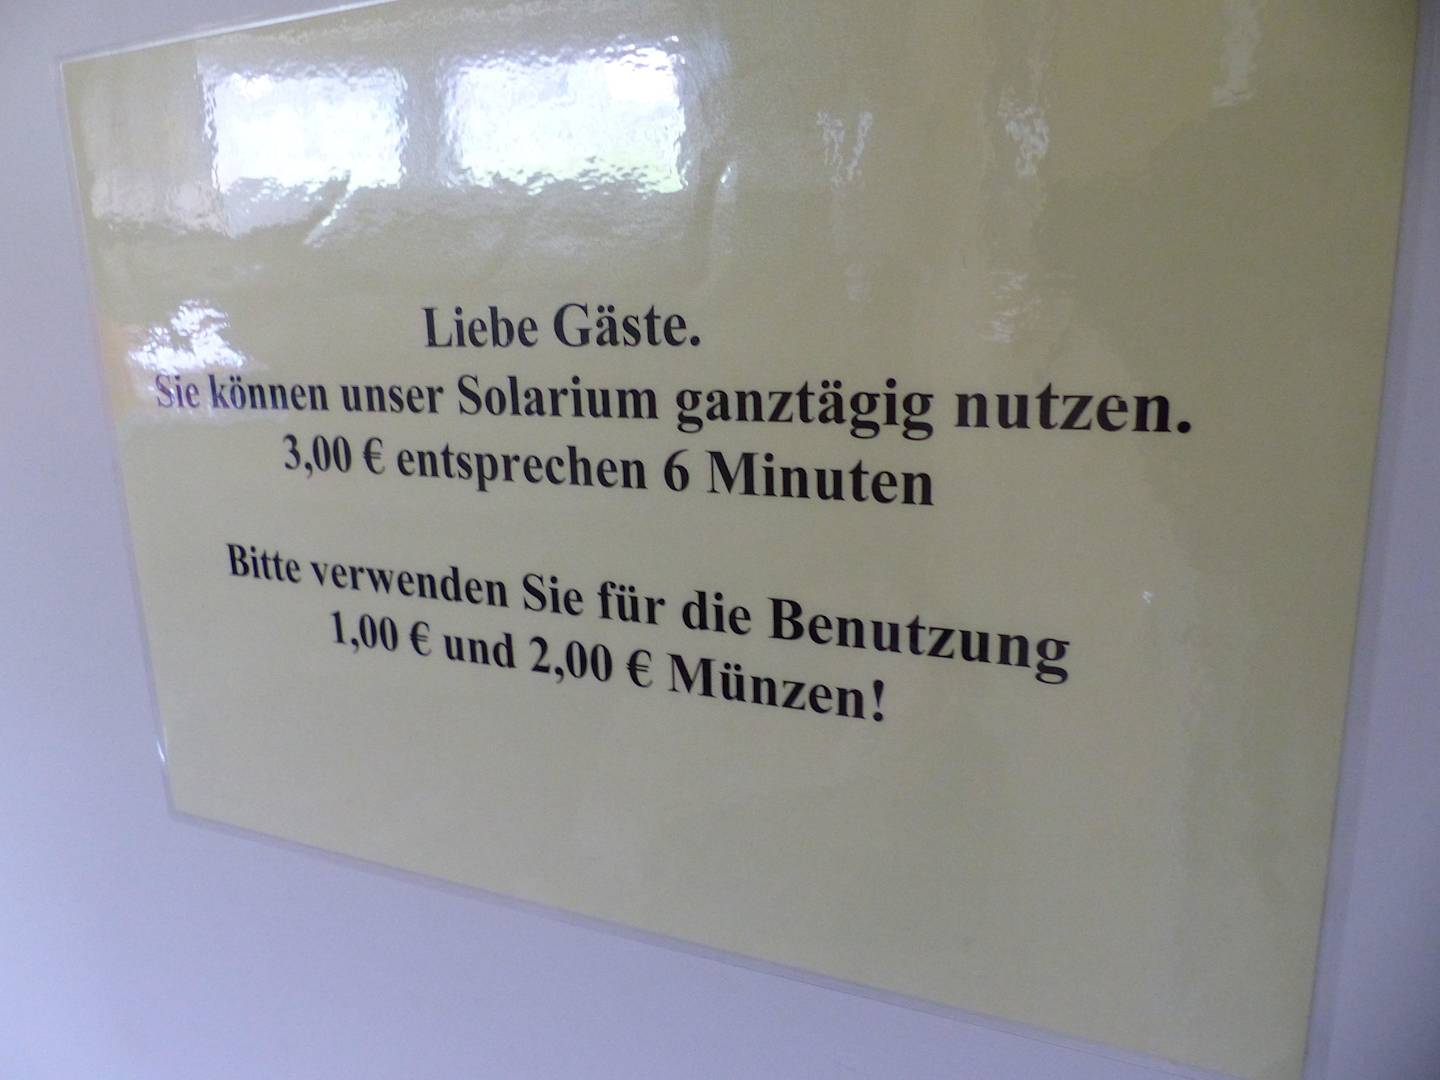 Liebe Gäste.
Sie können unser Solarium ganztägig nutzen.
3,00 € entsprechen 6 Minuten
Bitte verwenden Sie für die Benutzung
1,00 € und 2,00 € Münzen!